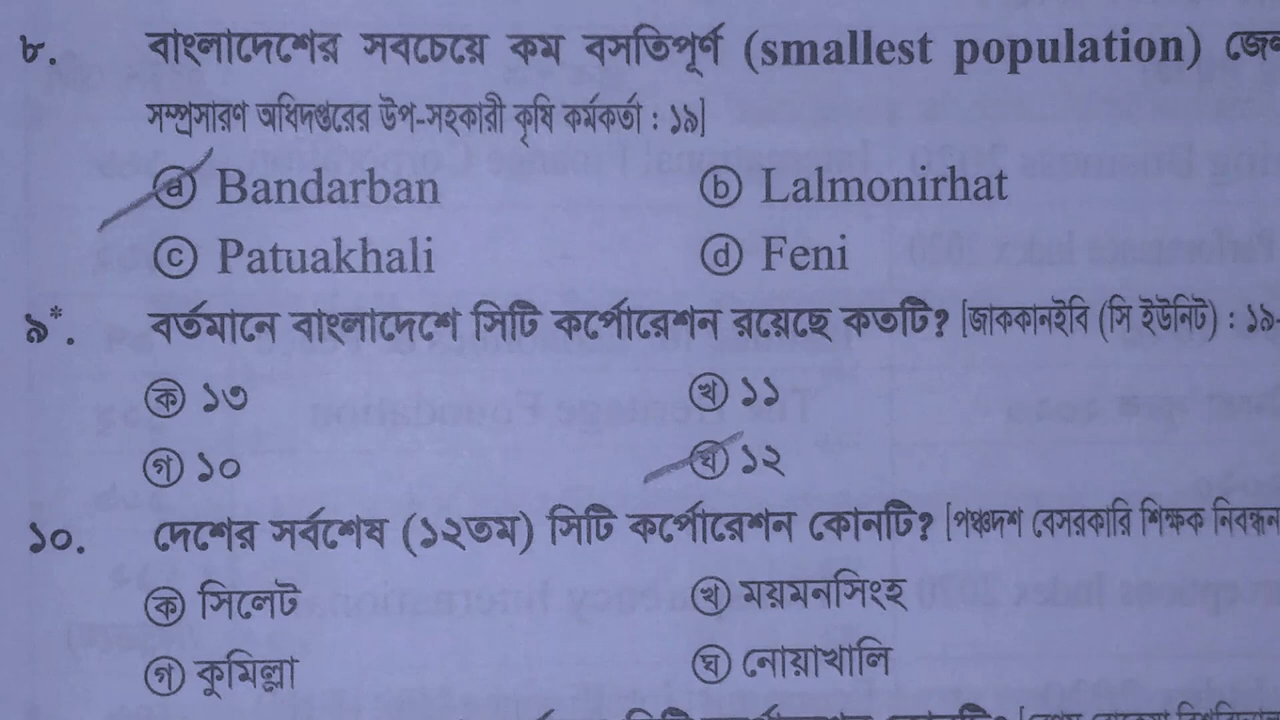 ৮. বাংলাদেশের সবচেয়ে কম বসতিপূর্ণ (smallest population)
সম্প্রসারণ অধিদপ্তরের উপ-সহকারী কৃষি কর্মকর্তা : ১৯]
ⓐ Bandarban ⓑ Lalmonirhat
ⓒ Patuakhali ⓓ Feni
৯*. বর্তমানে বাংলাদেশে সিটি কর্পোরেশন রয়েছে কতটি? [জাককানইবি (সি ইউনিট) : ১৯-
ক ১৩ খ ১১
গ ১০ ঘ ১২
১০. দেশের সর্বশেষ (১২তম) সিটি কর্পোরেশন কোনটি? [পঞ্চদশ বেসরকারি শিক্ষক নিবন্ধন
ক সিলেট খ ময়মনসিংহ
গ কুমিল্লা ঘ নোয়াখালি